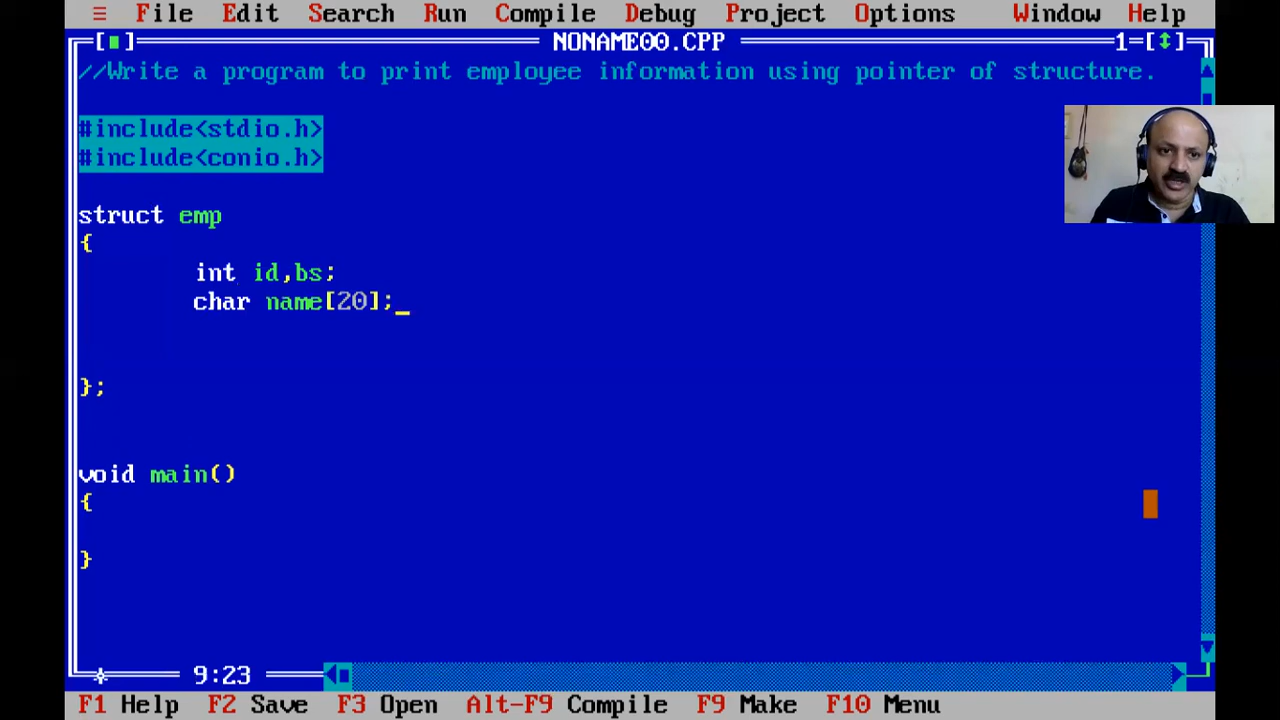 ≡ File Edit Search Run Compile Debug Project Options Window Help
[■] NONAME00.CPP 1=[↕]
//Write a program to print employee information using pointer of structure.
#include<stdio.h>
#include<conio.h>
struct emp
{
int id,bs;
char name[20];_
};
void main()
{
}
9:23
F1 Help F2 Save F3 Open Alt-F9 Compile F9 Make F10 Menu